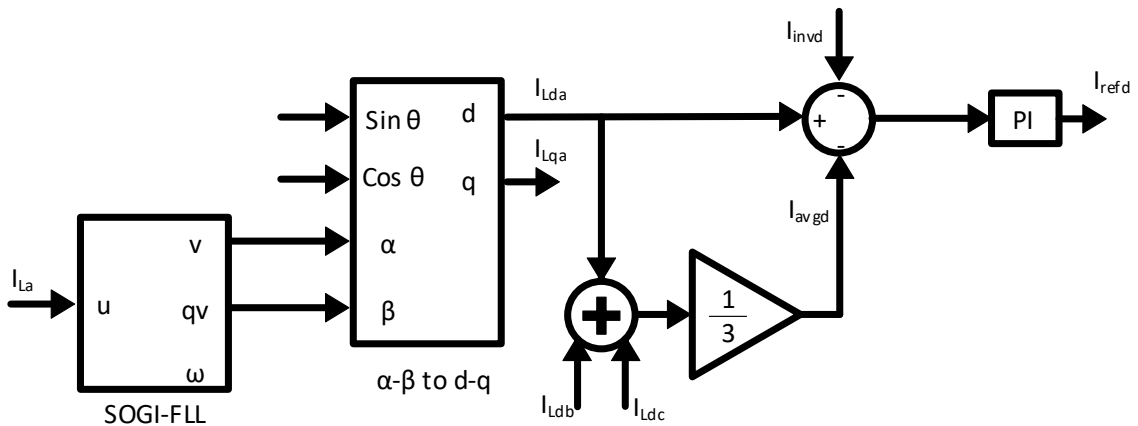 I_invd
I_Lda
I_refd
Sin θ
d
+
-
-
PI
I_Lqa
Cos θ
q
I_avgd
v
α
I_La
u
qv
β
1
3
+
ω
α-β to d-q
SOGI-FLL
I_Ldb
I_Ldc